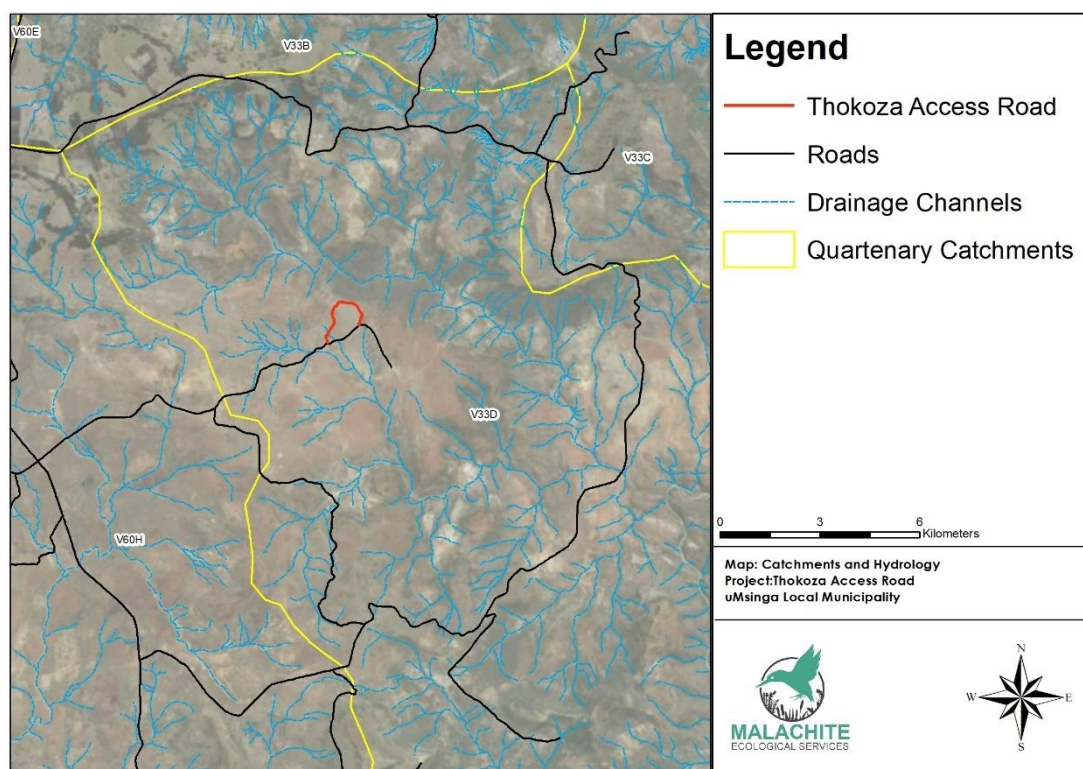 V60E
V33B
V33C
V33D
V60H
Legend
Thokoza Access Road
Roads
Drainage Channels
Quartenary Catchments
0 3 6
Kilometers
Map: Catchments and Hydrology
Project:Thokoza Access Road
uMsinga Local Municipality
MALACHITE
ECOLOGICAL SERVICES
N
W E
S